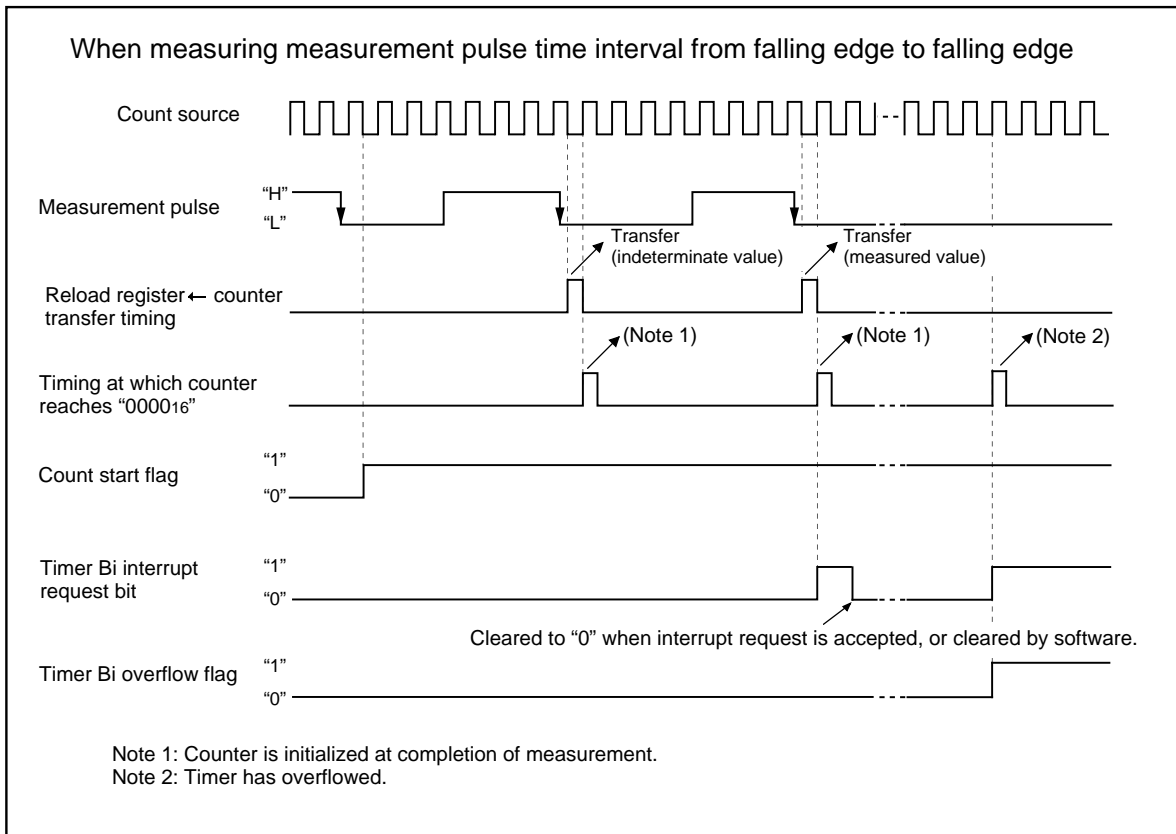 When measuring measurement pulse time interval from falling edge to falling edge
Count source
Measurement pulse
“H”
“L”
Transfer
(indeterminate value)
Transfer
(measured value)
Reload register ← counter
transfer timing
(Note 1)
(Note 1)
(Note 2)
Timing at which counter
reaches “000016”
Count start flag
“1”
“0”
Timer Bi interrupt
request bit
“1”
“0”
Cleared to “0” when interrupt request is accepted, or cleared by software.
Timer Bi overflow flag
“1”
“0”
Note 1: Counter is initialized at completion of measurement.
Note 2: Timer has overflowed.